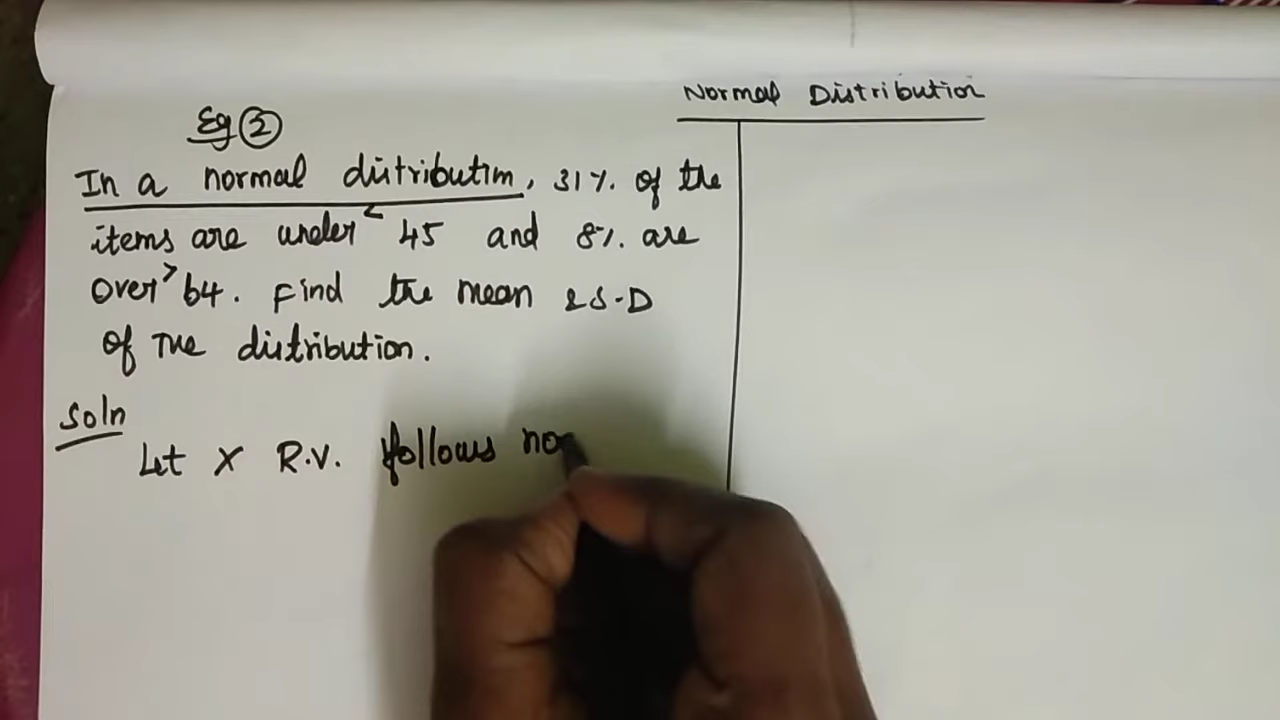 Normal Distribution
Eg ②
In a normal distribution, 31% of the
items are under < 45 and 8% are
over > 64. Find the mean & S.D
of the distribution.
Soln
Let X R.V. follows no